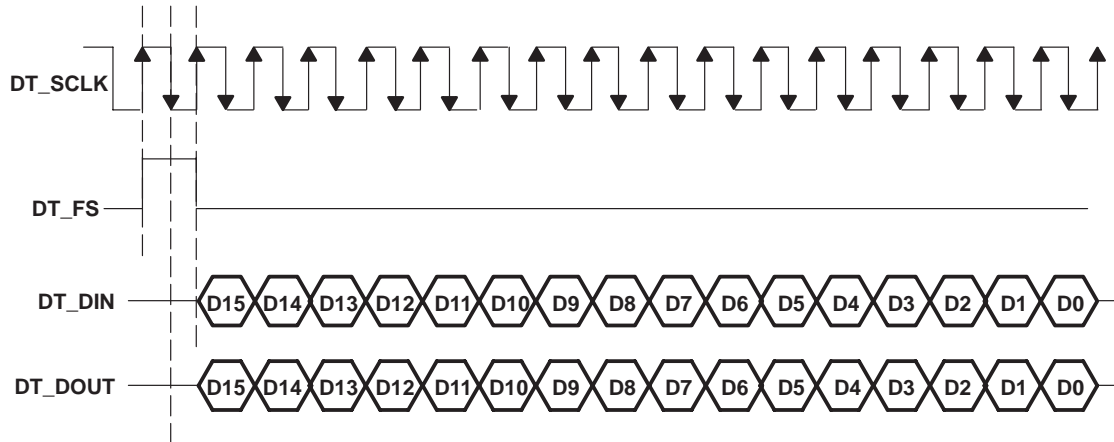 DT_SCLK
DT_FS
DT_DIN D15 D14 D13 D12 D11 D10 D9 D8 D7 D6 D5 D4 D3 D2 D1 D0
DT_DOUT D15 D14 D13 D12 D11 D10 D9 D8 D7 D6 D5 D4 D3 D2 D1 D0